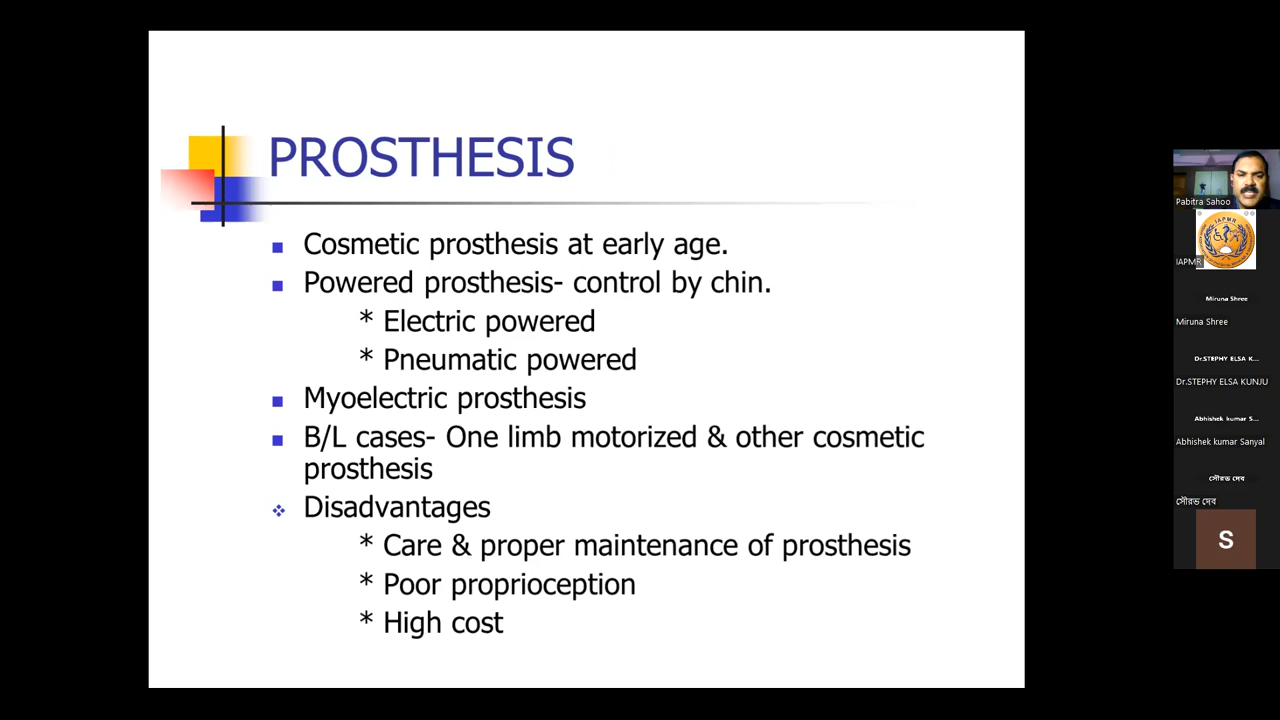 PROSTHESIS
Cosmetic prosthesis at early age.
Powered prosthesis- control by chin.
* Electric powered
* Pneumatic powered
Myoelectric prosthesis
B/L cases- One limb motorized & other cosmetic
prosthesis
Disadvantages
* Care & proper maintenance of prosthesis
* Poor proprioception
* High cost
Pabitra Sahoo
IAPMR
IAPMR
Miruna Shree
Miruna Shree
Dr.STEPHY ELSA K...
Dr.STEPHY ELSA KUNJU
Abhishek kumar S...
Abhishek kumar Sanyal
সৌরভ দেব
সৌরভ দেব
S